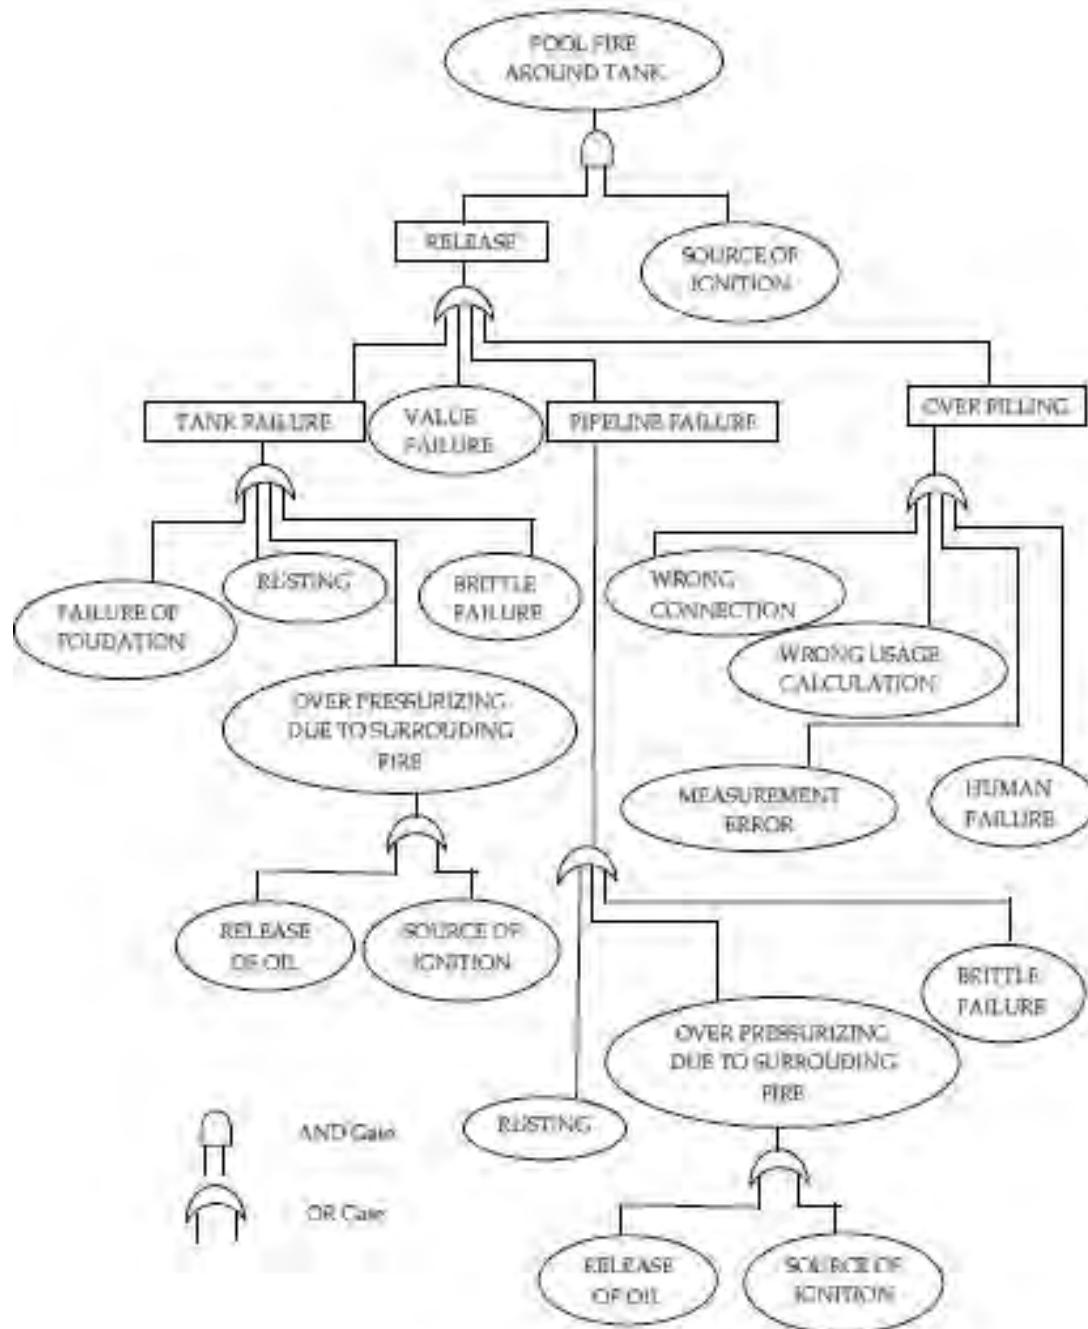 POOL FIRE
AROUND TANK
RELEASE
SOURCE OF
IGNITION
TANK FAILURE
VALUE
FAILURE
PIPELINE FAILURE
OVER FILLING
FAILURE OF
FOUDATION
RUSTING
BRITTLE
FAILURE
WRONG
CONNECTION
WRONG USAGE
CALCULATION
OVER PRESSURIZING
DUE TO SURROUDING
FIRE
MEASUREMENT
ERROR
HUMAN
FAILURE
RELEASE
OF OIL
SOURCE OF
IGNITION
BRITTLE
FAILURE
OVER PRESSURIZING
DUE TO SURROUDING
FIRE
RUSTING
AND Gate
OR Gate
RELEASE
OF OIL
SOURCE OF
IGNITION